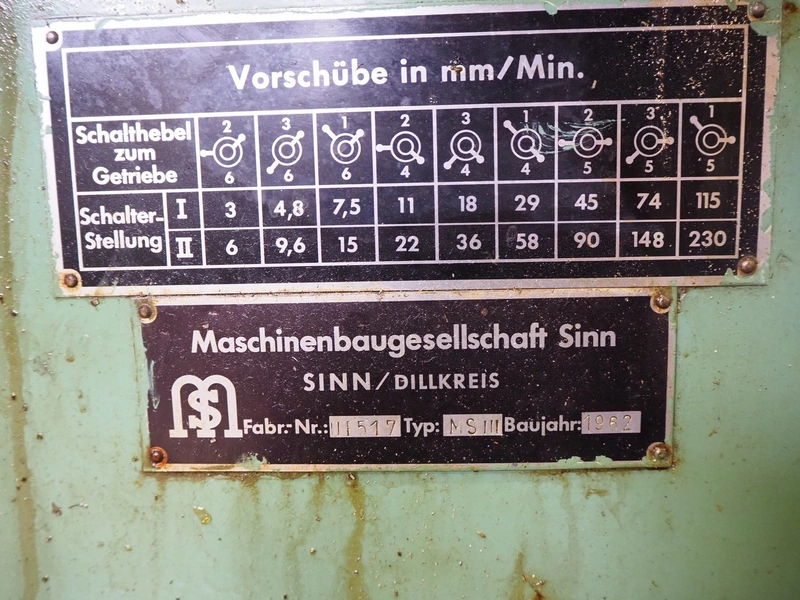 Vorschübe in mm/Min.
2 3 1 2 3 1 2 3 1
Schalthebel
zum
Getriebe
6 6 6 4 4 4 5 5 5
Schalter-
Stellung
I 3 4,8 7,5 11 18 29 45 74 115
II 6 9,6 15 22 36 58 90 148 230
Maschinenbaugesellschaft Sinn
SINN/DILLKREIS
MS Fabr.-Nr.: Typ: MS III Baujahr: 1962